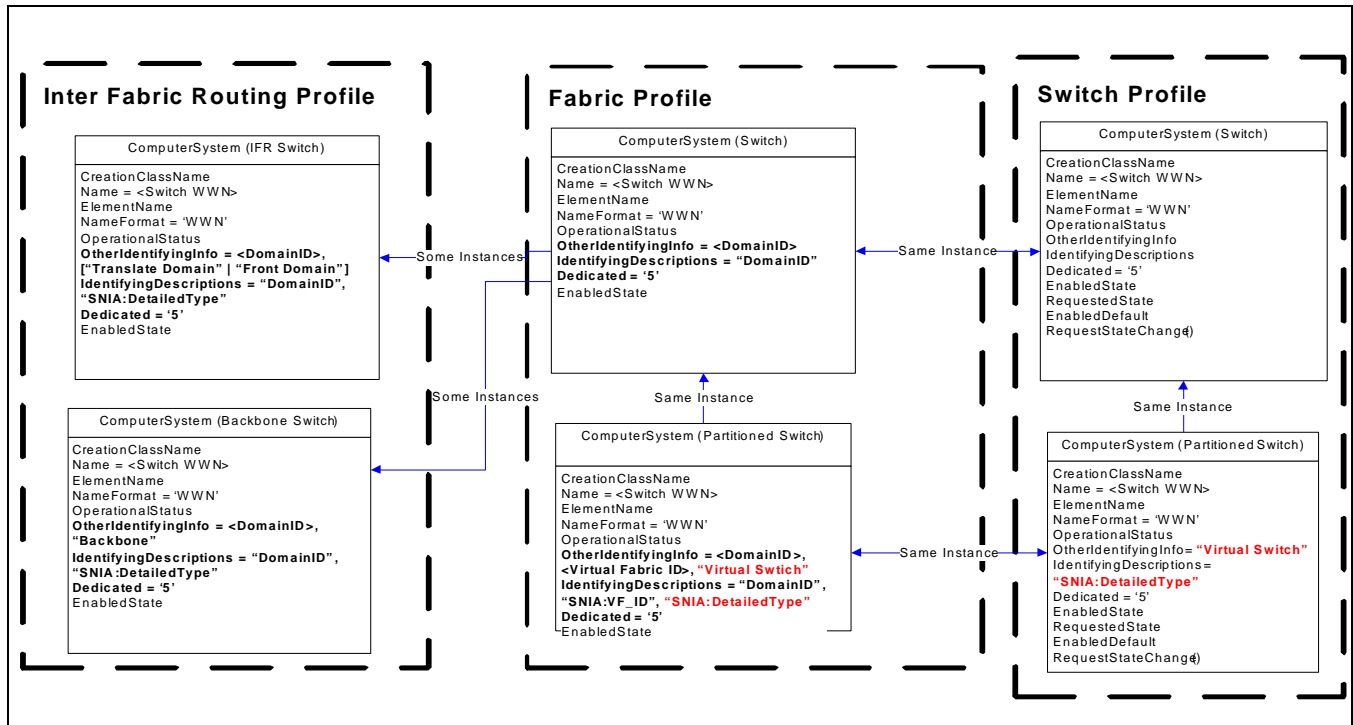 Inter Fabric Routing Profile
ComputerSystem (IFR Switch)
CreationClassName
Name = <Switch WWN>
ElementName
NameFormat = ‘WWN’
OperationalStatus
OtherIdentifyingInfo = <DomainID>,
[“Translate Domain” | “Front Domain”]
IdentifyingDescriptions = “DomainID”,
“SNIA:DetailedType”
Dedicated = ‘5’
EnabledState
ComputerSystem (Backbone Switch)
CreationClassName
Name = <Switch WWN>
ElementName
NameFormat = ‘WWN’
OperationalStatus
OtherIdentifyingInfo = <DomainID>,
“Backbone”
IdentifyingDescriptions = “DomainID”,
“SNIA:DetailedType”
Dedicated = ‘5’
EnabledState
Some Instances
Some Instances
Fabric Profile
ComputerSystem (Switch)
CreationClassName
Name = <Switch WWN>
ElementName
NameFormat = ‘WWN’
OperationalStatus
OtherIdentifyingInfo = <DomainID>
IdentifyingDescriptions = “DomainID”
Dedicated = ‘5’
EnabledState
Same Instance
ComputerSystem (Partitioned Switch)
CreationClassName
Name = <Switch WWN>
ElementName
NameFormat = ‘WWN’
OperationalStatus
OtherIdentifyingInfo = <DomainID>,
<Virtual Fabric ID>, “Virtual Swtich”
IdentifyingDescriptions = “DomainID”,
“SNIA:VF_ID”, “SNIA:DetailedType”
Dedicated = ‘5’
EnabledState
Same Instance
Same Instance
Switch Profile
ComputerSystem (Switch)
CreationClassName
Name = <Switch WWN>
ElementName
NameFormat = ‘WWN’
OperationalStatus
OtherIdentifyingInfo
IdentifyingDescriptions
Dedicated = ‘5’
EnabledState
RequestedState
EnabledDefault
RequestStateChange()
Same Instance
ComputerSystem (Partitioned Switch)
CreationClassName
Name = <Switch WWN>
ElementName
NameFormat = ‘WWN’
OperationalStatus
OtherIdentifyingInfo= “Virtual Switch”
IdentifyingDescriptions =
“SNIA:DetailedType”
Dedicated = ‘5’
EnabledState
RequestedState
EnabledDefault
RequestStateChange()